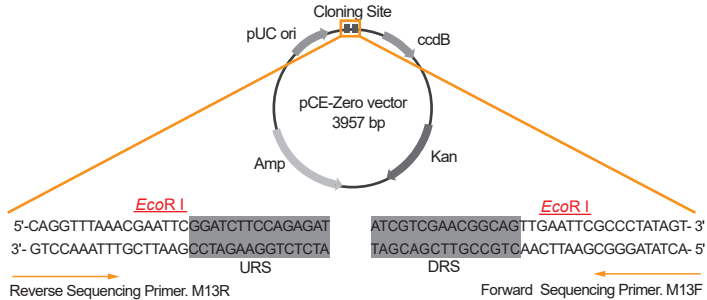 Cloning Site
pUC ori
ccdB
pCE-Zero vector
3957 bp
Amp
Kan
EcoR I
EcoR I
5'-CAGGTTTAAACGAATTCGGATCTTCCAGAGAT
ATCGTCGAACGGCAGTTGAATTCGCCCTATAGT- 3'
3'- GTCCAAATTTGCTTAAGCCTAGAAGGTCTCTA
TAGCAGCTTGCCGTCAACTTAAGCGGGATATCA- 5'
URS
DRS
Reverse Sequencing Primer. M13R
Forward Sequencing Primer. M13F